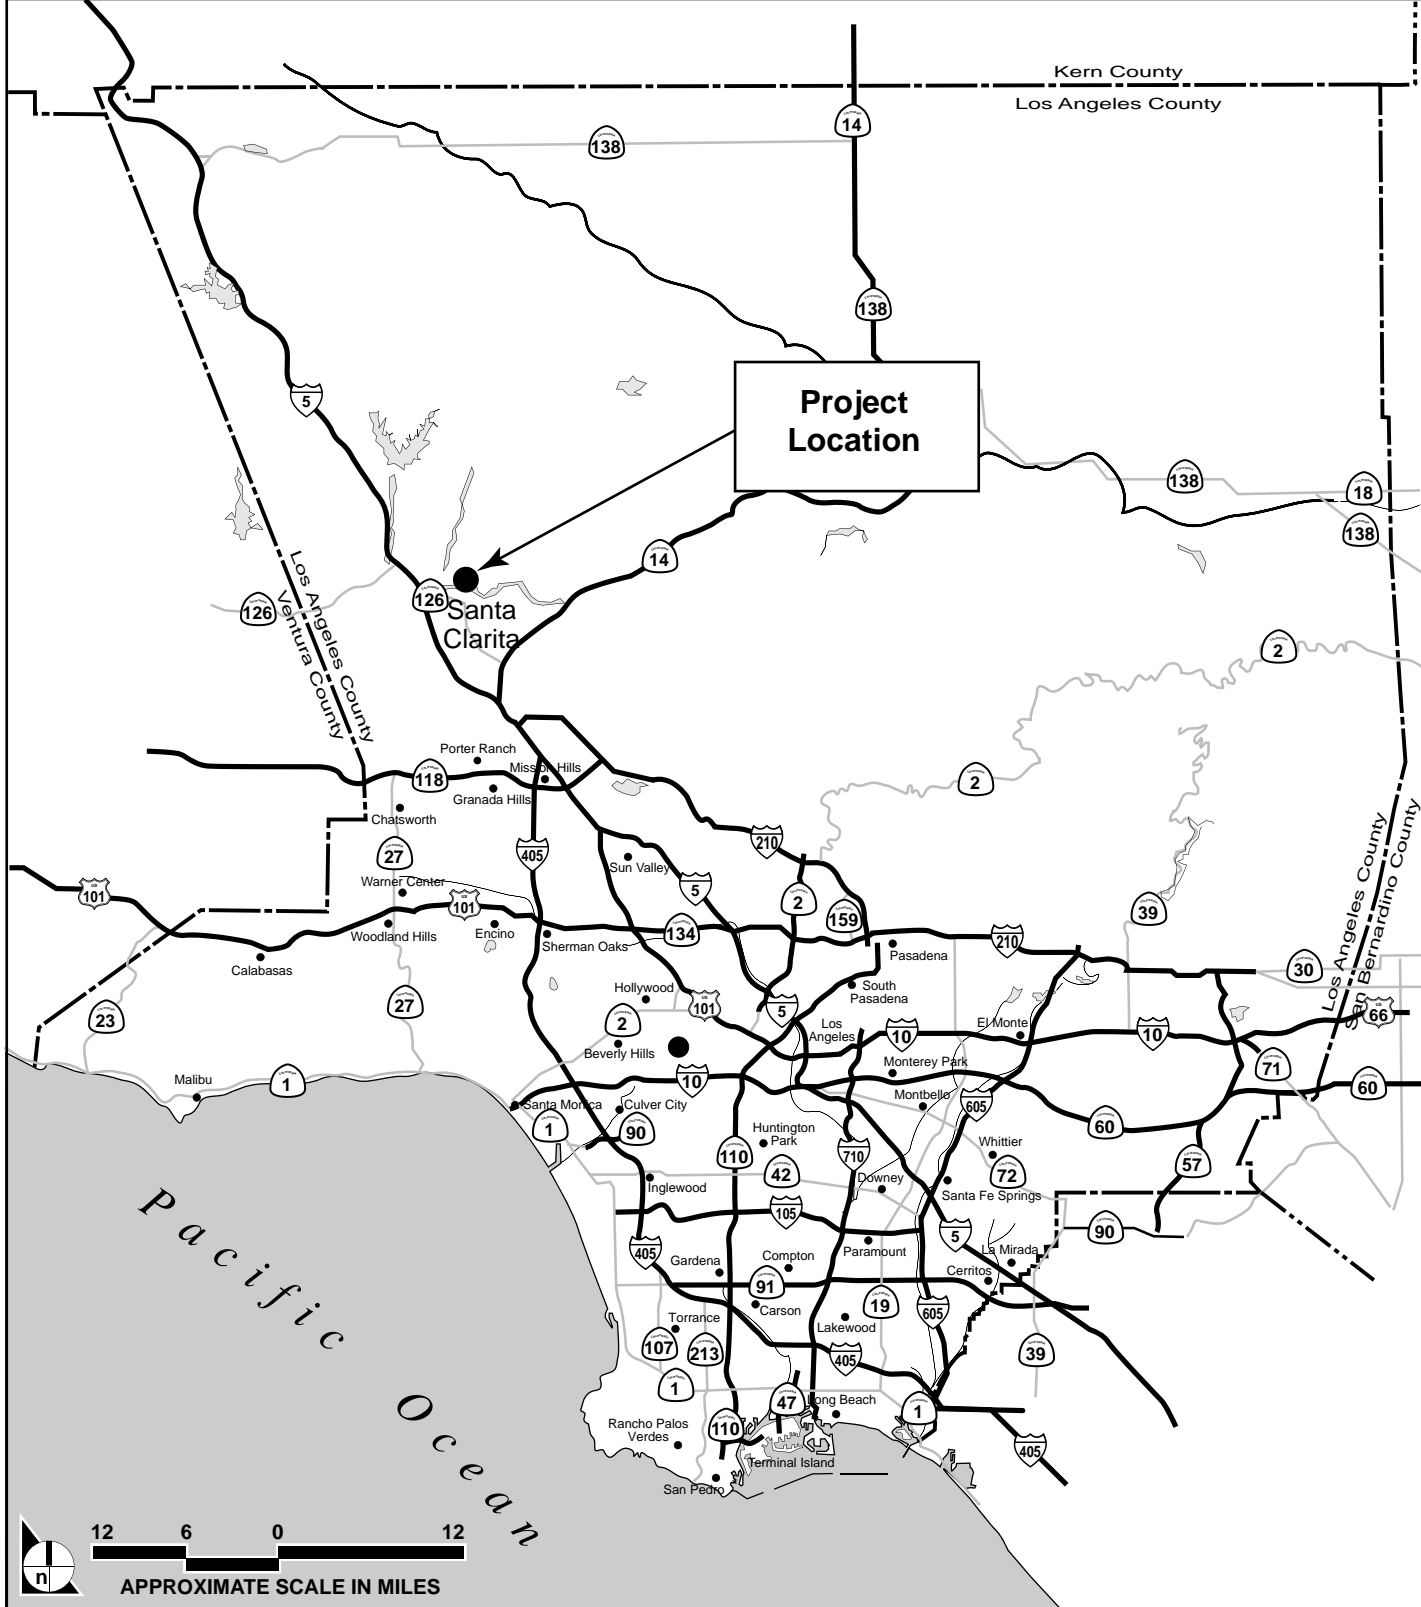 Kern County
Los Angeles County
14
138
138
Project
Location
5
138
18
138
14
126
126
Santa
Clarita
Los Angeles County
Ventura County
2
2
Porter Ranch
Mission Hills
118
Granada Hills
Chatsworth
27
405
210
Sun Valley
Warner Center
5
101
101
2
159
39
134
210
Woodland Hills
Encino
Sherman Oaks
Pasadena
Calabasas
30
Los Angeles County
San Bernardino County
Hollywood
South
Pasadena
27
101
5
66
23
2
Los
Angeles
El Monte
10
10
Beverly Hills
Monterey Park
71
Malibu
1
10
60
Montbello
605
Santa Monica
Culver City
1
90
Huntington
Park
60
Whittier
110
710
42
72
57
Inglewood
Downey
Santa Fe Springs
105
90
5
405
Paramount
La Mirada
Gardena
Compton
Cerritos
91
Carson
19
605
Torrance
Lakewood
107
213
405
39
1
47
Long Beach
1
Rancho Palos
Verdes
110
405
Terminal Island
San Pedro
Pacific
Ocean
12 6 0 12
n
APPROXIMATE SCALE IN MILES